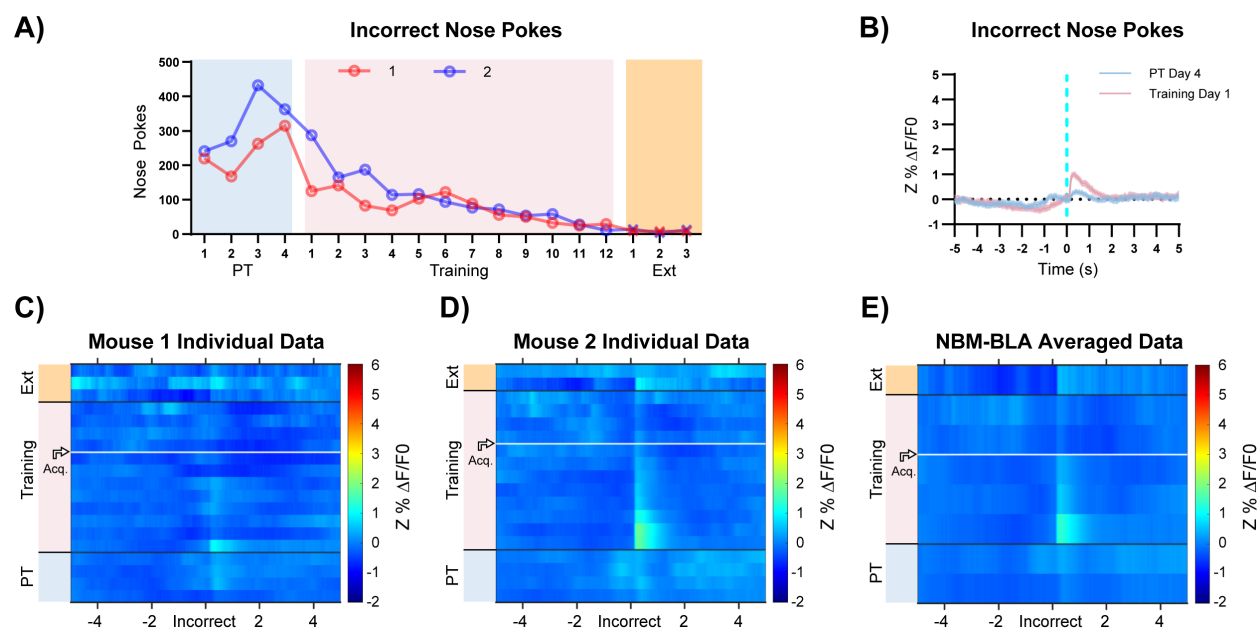 A)
Incorrect Nose Pokes
1
2
500
400
300
200
100
0
Nose Pokes
1 2 3 4 1 2 3 4 5 6 7 8 9 10 11 12 1 2 3
PT Training Ext
B)
Incorrect Nose Pokes
PT Day 4
Training Day 1
5
4
3
2
1
0
-1
Z % ΔF/F0
-5 -4 -3 -2 -1 0 1 2 3 4 5
Time (s)
C)
Mouse 1 Individual Data
Ext
Training
Acq.
PT
-4 -2 Incorrect 2 4
6
5
4
3
2
1
0
-1
-2
Z % ΔF/F0
D)
Mouse 2 Individual Data
Ext
Training
Acq.
PT
-4 -2 Incorrect 2 4
6
5
4
3
2
1
0
-1
-2
Z % ΔF/F0
E)
NBM-BLA Averaged Data
Ext
Training
Acq.
PT
-4 -2 Incorrect 2 4
6
5
4
3
2
1
0
-1
-2
Z % ΔF/F0